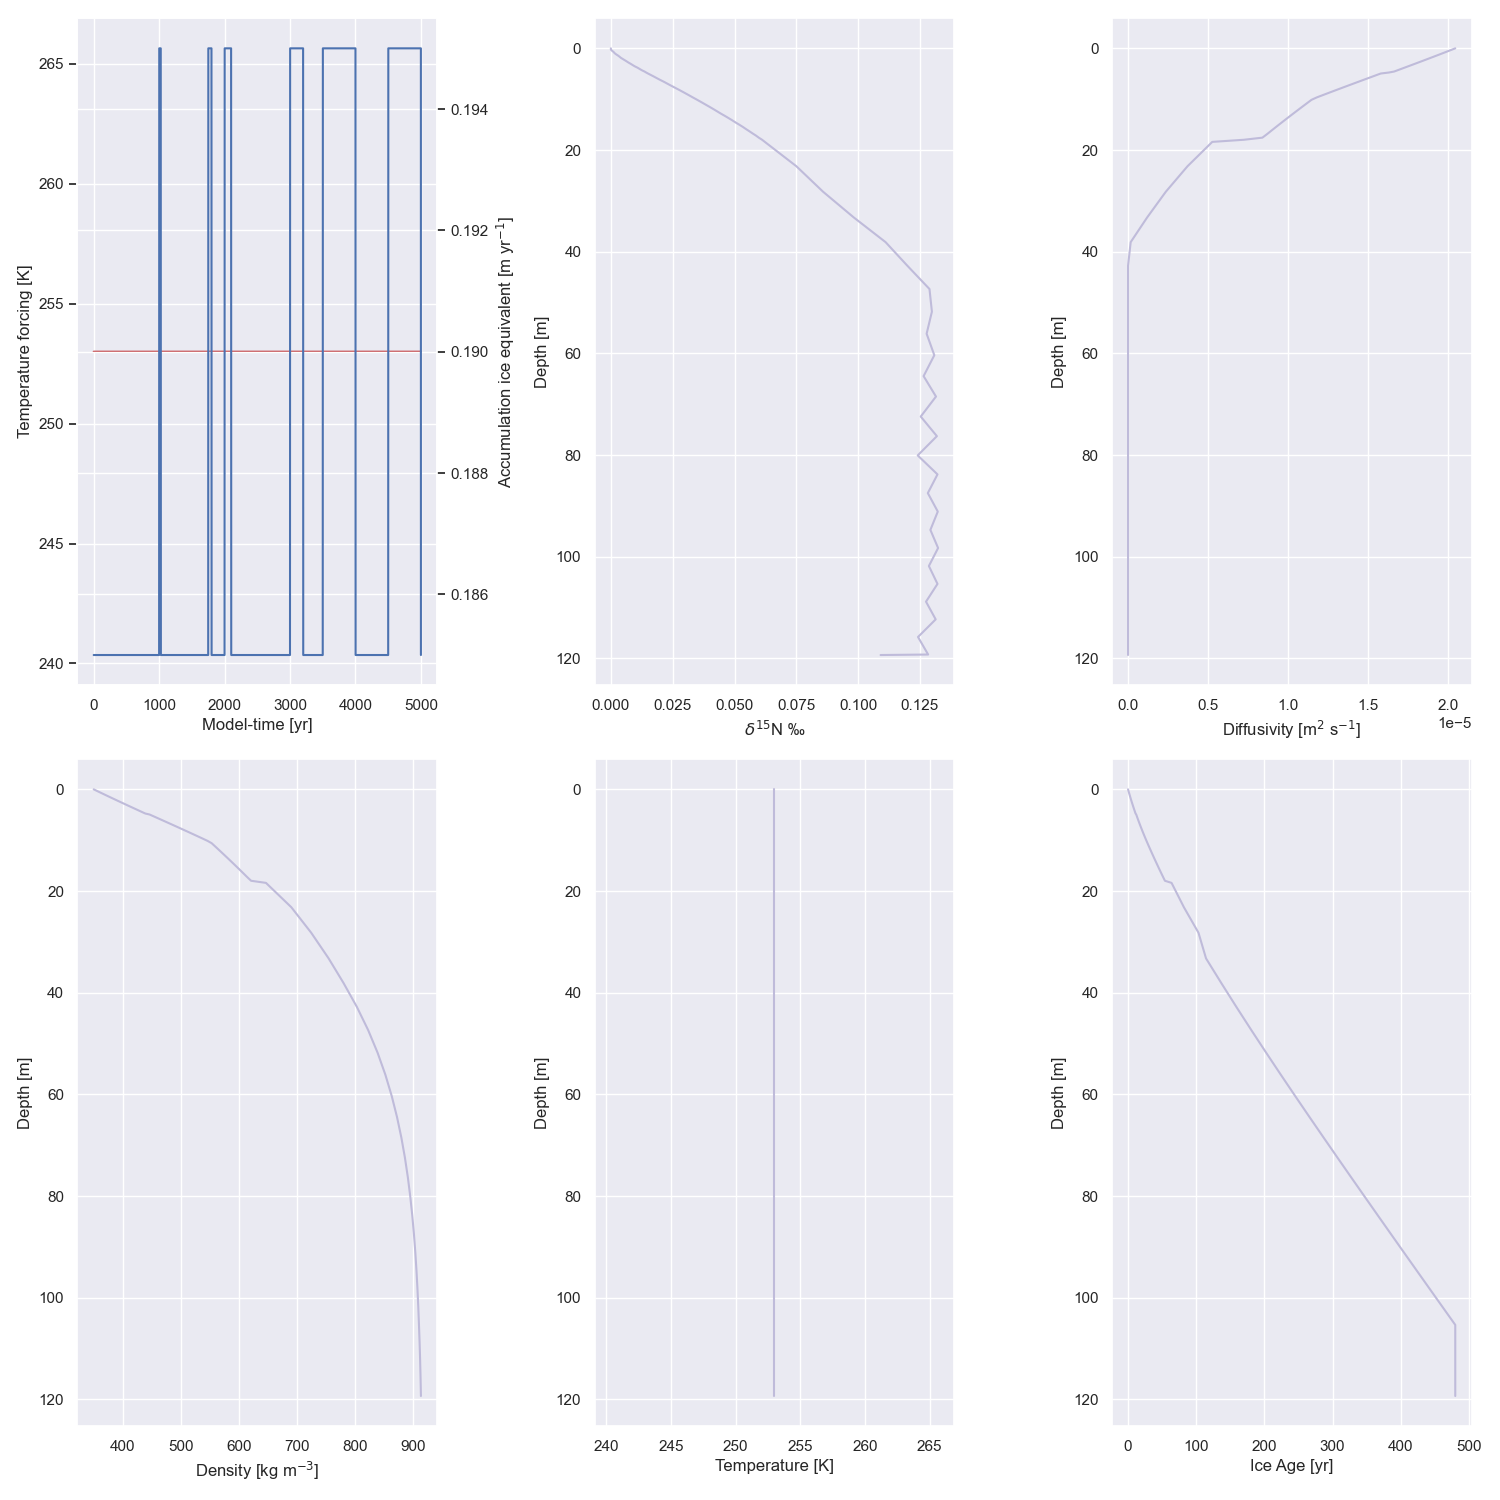 265
260
255
250
245
240
Temperature forcing [K]
0.194
0.192
0.190
0.188
0.186
Accumulation ice equivalent [m yr⁻¹]
0 1000 2000 3000 4000 5000
Model-time [yr]
0
20
40
60
80
100
120
Depth [m]
0.000 0.025 0.050 0.075 0.100 0.125
δ¹⁵N ‰
0
20
40
60
80
100
120
Depth [m]
0.0 0.5 1.0 1.5 2.0
1e−5
Diffusivity [m² s⁻¹]
0
20
40
60
80
100
120
Depth [m]
400 500 600 700 800 900
Density [kg m⁻³]
0
20
40
60
80
100
120
Depth [m]
240 245 250 255 260 265
Temperature [K]
0
20
40
60
80
100
120
Depth [m]
0 100 200 300 400 500
Ice Age [yr]